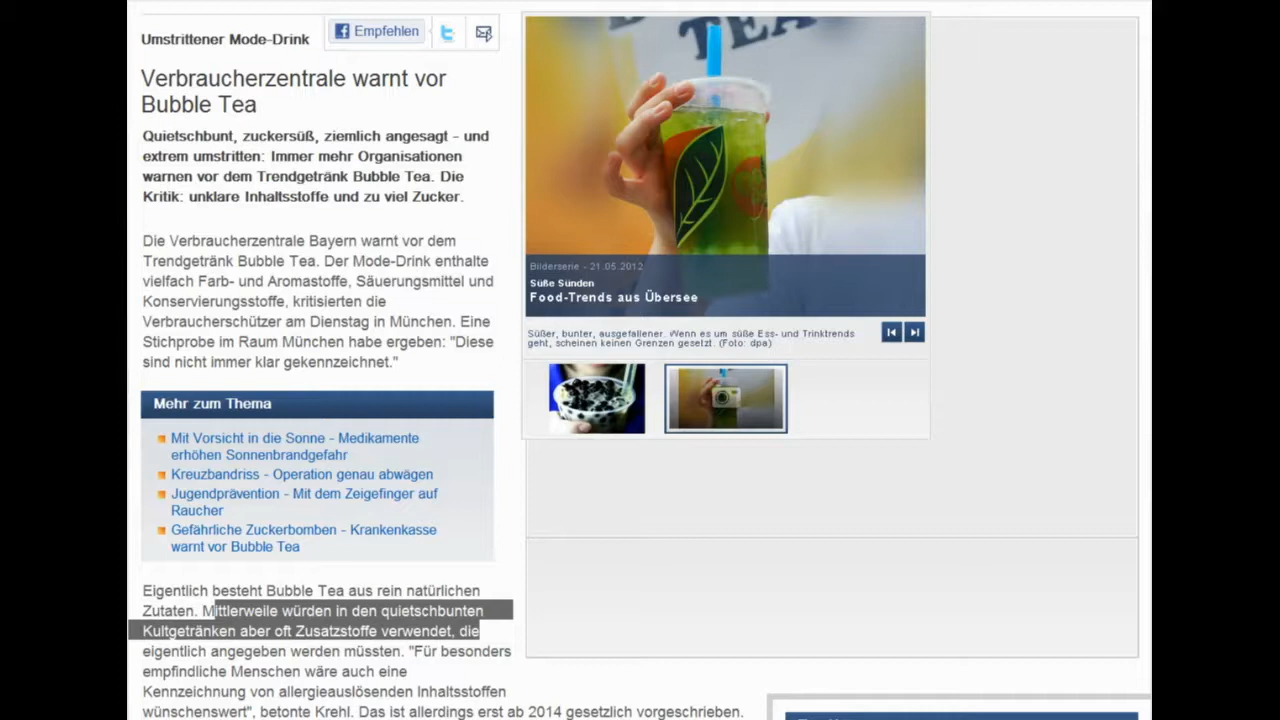 Umstrittener Mode-Drink
Empfehlen
Verbraucherzentrale warnt vor
Bubble Tea
Quietschbunt, zuckersüß, ziemlich angesagt - und
extrem umstritten: Immer mehr Organisationen
warnen vor dem Trendgetränk Bubble Tea. Die
Kritik: unklare Inhaltsstoffe und zu viel Zucker.
Die Verbraucherzentrale Bayern warnt vor dem
Trendgetränk Bubble Tea. Der Mode-Drink enthalte
vielfach Farb- und Aromastoffe, Säuerungsmittel und
Konservierungsstoffe, kritisierten die
Verbraucherschützer am Dienstag in München. Eine
Stichprobe im Raum München habe ergeben: "Diese
sind nicht immer klar gekennzeichnet."
Mehr zum Thema
Mit Vorsicht in die Sonne - Medikamente
erhöhen Sonnenbrandgefahr
Kreuzbandriss - Operation genau abwägen
Jugendprävention - Mit dem Zeigefinger auf
Raucher
Gefährliche Zuckerbomben - Krankenkasse
warnt vor Bubble Tea
Eigentlich besteht Bubble Tea aus rein natürlichen
Zutaten. Mittlerweile würden in den quietschbunten
Kultgetränken aber oft Zusatzstoffe verwendet, die
eigentlich angegeben werden müssten. "Für besonders
empfindliche Menschen wäre auch eine
Kennzeichnung von allergieauslösenden Inhaltsstoffen
wünschenswert", betonte Krehl. Das ist allerdings erst ab 2014 gesetzlich vorgeschrieben.
TEA
Bilderserie - 21.05.2012
Süße Sünden
Food-Trends aus Übersee
Süßer, bunter, ausgefallener. Wenn es um süße Ess- und Trinktrends
geht, scheinen keinen Grenzen gesetzt. (Foto: dpa)